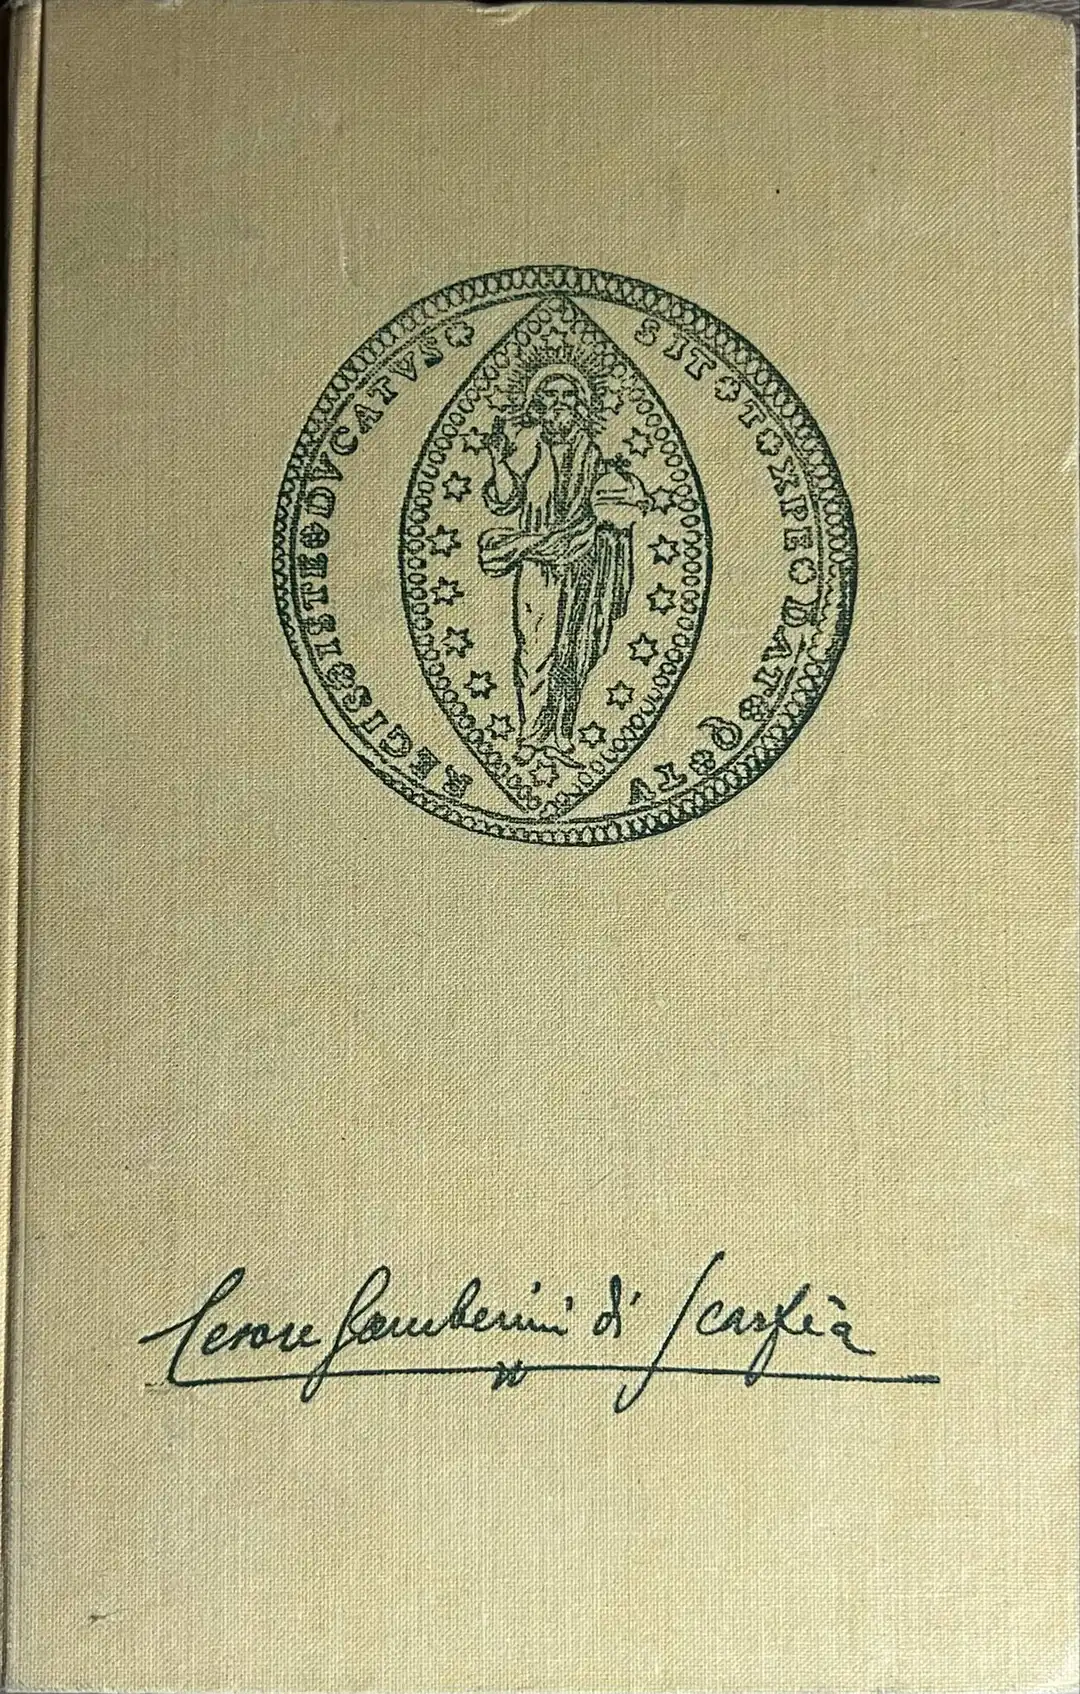 SIT T XPE DAT Q TV
REGIS ISTE DVCATVS
Cesare Gamberini di Scarfèa